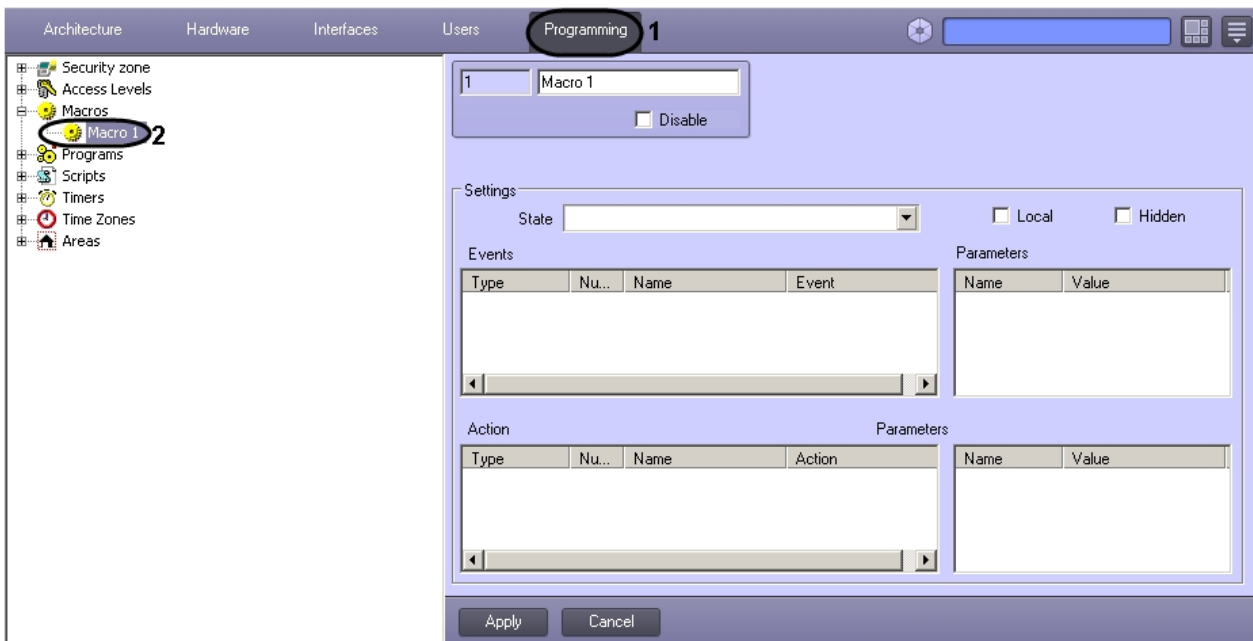 Architecture Hardware Interfaces Users Programming 1
Security zone
Access Levels
Macros
Macro 1 2
Programs
Scripts
Timers
Time Zones
Areas
1 Macro 1
Disable
Settings
State Local Hidden
Events Parameters
Type Nu... Name Event Name Value
Action Parameters
Type Nu... Name Action Name Value
Apply Cancel